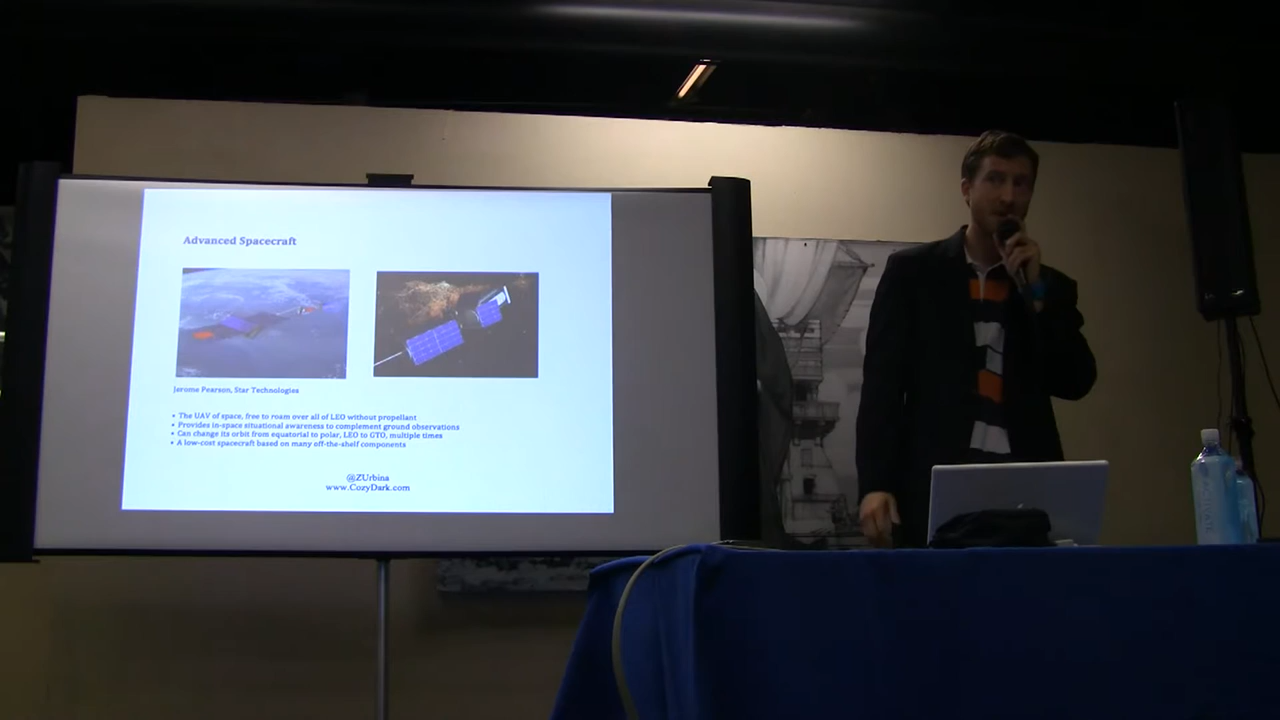 Advanced Spacecraft
Jerome Pearson, Star Technologies
• The UAV of space, free to roam over all of LEO without propellant
• Provides in-space situational awareness to complement ground observations
• Can change its orbit from equatorial to polar, LEO to GTO, multiple times
• A low-cost spacecraft based on many off-the-shelf components
@ZUrbina
www.CozyDark.com